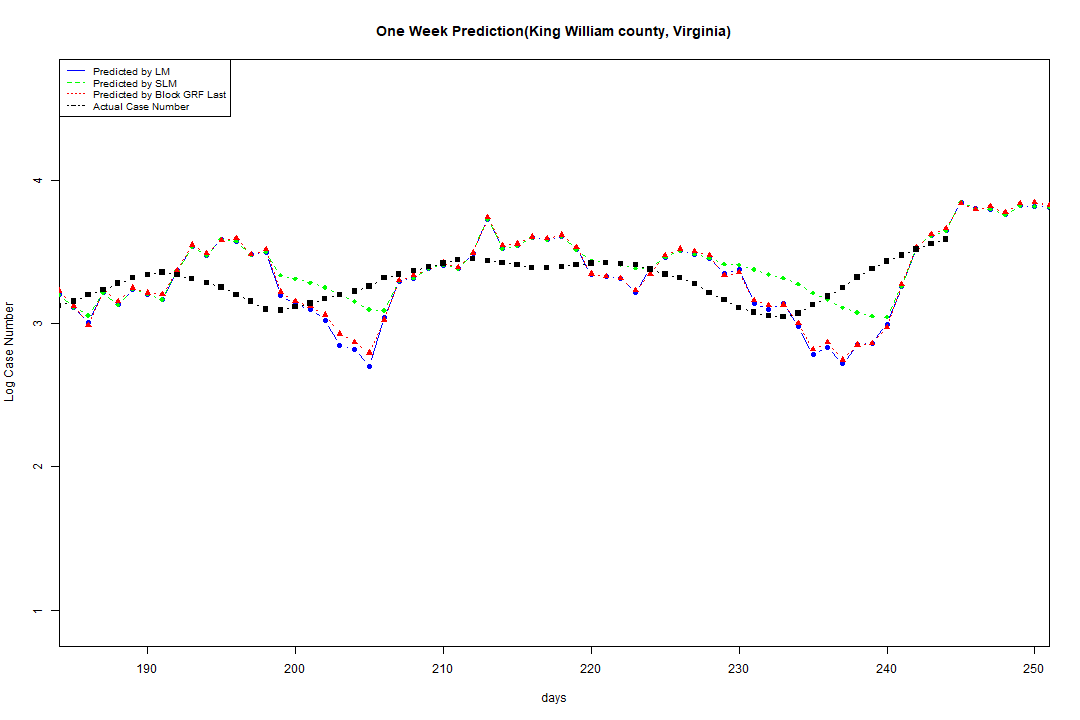 One Week Prediction(King William county, Virginia)
Predicted by LM
Predicted by SLM
Predicted by Block GRF Last
Actual Case Number
4
3
2
1
Log Case Number
190 200 210 220 230 240 250
days